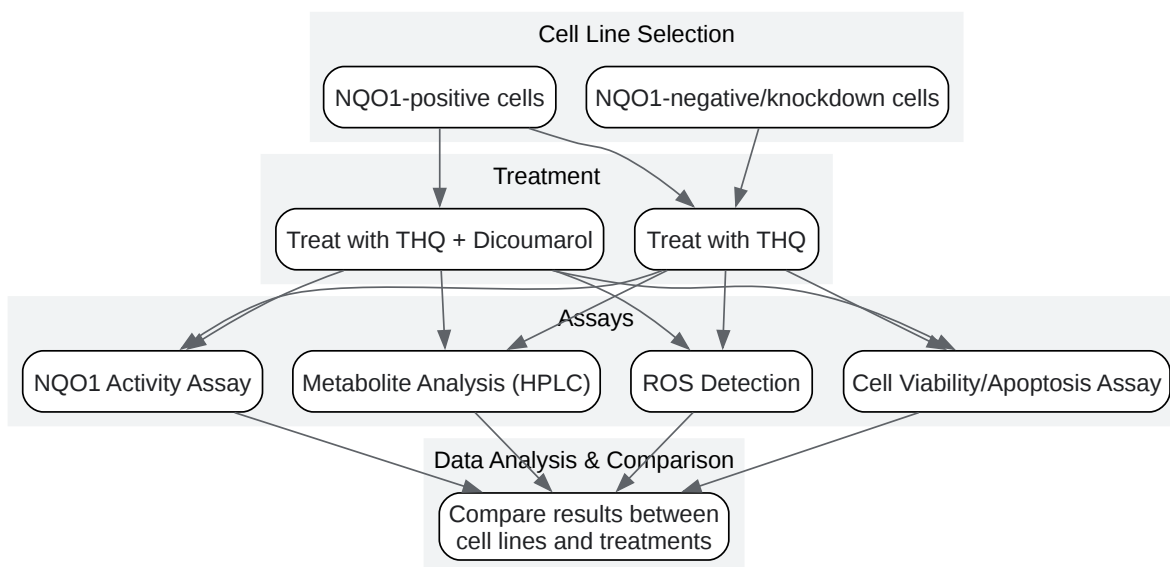 Cell Line Selection
NQO1-positive cells
NQO1-negative/knockdown cells
Treatment
Treat with THQ + Dicoumarol
Treat with THQ
Assays
NQO1 Activity Assay
Metabolite Analysis (HPLC)
ROS Detection
Cell Viability/Apoptosis Assay
Data Analysis & Comparison
Compare results between
cell lines and treatments